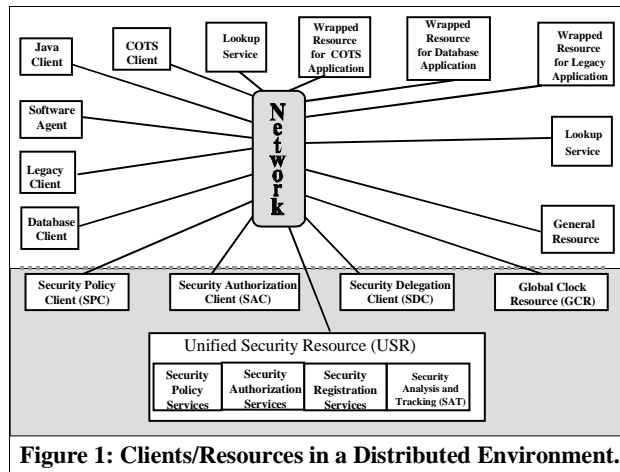 Java
Client
COTS
Client
Lookup
Service
Wrapped
Resource
for COTS
Application
Wrapped
Resource
for Database
Application
Wrapped
Resource
for Legacy
Application
Software
Agent
Network
Lookup
Service
Legacy
Client
Database
Client
General
Resource
Security Policy
Client (SPC)
Security Authorization
Client (SAC)
Security Delegation
Client (SDC)
Global Clock
Resource (GCR)
Unified Security Resource (USR)
Security
Policy
Services
Security
Authorization
Services
Security
Registration
Services
Security
Analysis and
Tracking (SAT)
Figure 1: Clients/Resources in a Distributed Environment.